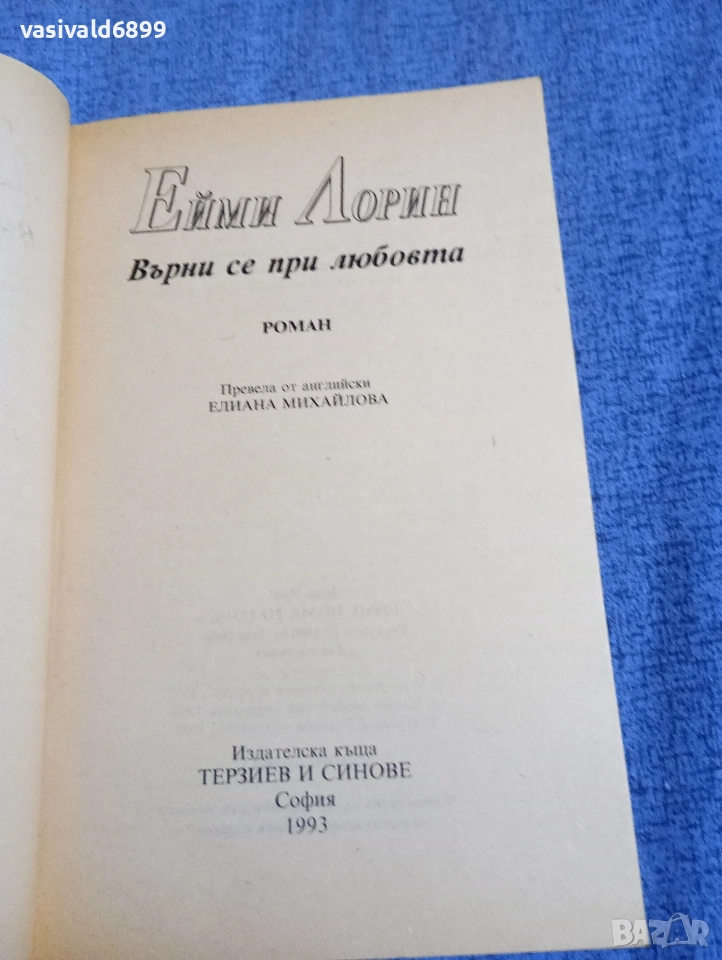 vasivald6899
Ейми Лорин
Върни се при любовта
РОМАН
Превела от английски
ЕЛИАНА МИХАЙЛОВА
Издателска къща
ТЕРЗИЕВ И СИНОВЕ
София
1993
BAZAR